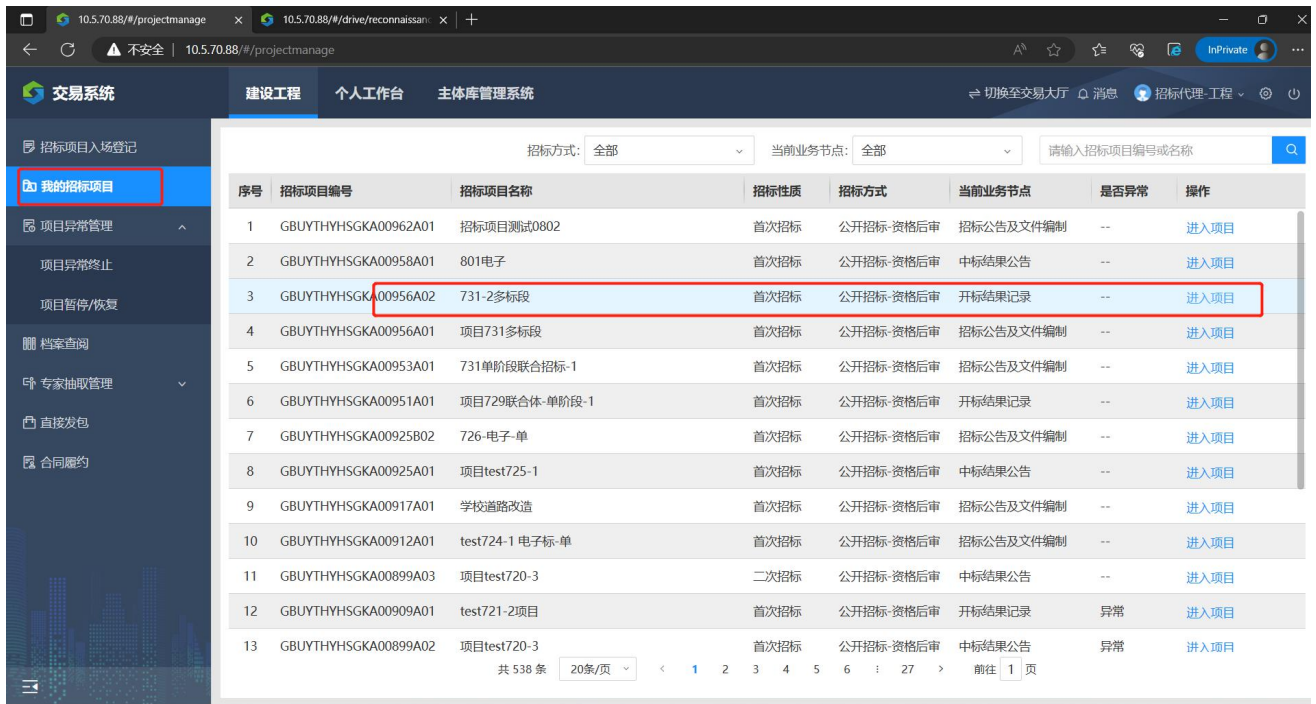 10.5.70.88/#/projectmanage 10.5.70.88/#/drive/reconnaissanc
不安全 10.5.70.88/#/projectmanage InPrivate
交易系统 建设工程 个人工作台 主体库管理系统 切换至交易大厅 消息 招标代理-工程
招标项目入场登记
我的招标项目
项目异常管理
项目异常终止
项目暂停/恢复
档案查阅
专家抽取管理
直接发包
合同履约
招标方式: 全部 当前业务节点: 全部 请输入招标项目编号或名称
序号 招标项目编号 招标项目名称 招标性质 招标方式 当前业务节点 是否异常 操作
1 GBUYTHYHSGKA00962A01 招标项目测试0802 首次招标 公开招标-资格后审 招标公告及文件编制 -- 进入项目
2 GBUYTHYHSGKA00958A01 801电子 首次招标 公开招标-资格后审 中标结果公告 -- 进入项目
3 GBUYTHYHSGKA00956A02 731-2多标段 首次招标 公开招标-资格后审 开标结果记录 -- 进入项目
4 GBUYTHYHSGKA00956A01 项目731多标段 首次招标 公开招标-资格后审 招标公告及文件编制 -- 进入项目
5 GBUYTHYHSGKA00953A01 731单阶段联合招标-1 首次招标 公开招标-资格后审 招标公告及文件编制 -- 进入项目
6 GBUYTHYHSGKA00951A01 项目729联合体-单阶段-1 首次招标 公开招标-资格后审 开标结果记录 -- 进入项目
7 GBUYTHYHSGKA00925B02 726-电子-单 首次招标 公开招标-资格后审 招标公告及文件编制 -- 进入项目
8 GBUYTHYHSGKA00925A01 项目test725-1 首次招标 公开招标-资格后审 中标结果公告 -- 进入项目
9 GBUYTHYHSGKA00917A01 学校道路改造 首次招标 公开招标-资格后审 招标公告及文件编制 -- 进入项目
10 GBUYTHYHSGKA00912A01 test724-1 电子标-单 首次招标 公开招标-资格后审 招标公告及文件编制 -- 进入项目
11 GBUYTHYHSGKA00899A03 项目test720-3 二次招标 公开招标-资格后审 中标结果公告 -- 进入项目
12 GBUYTHYHSGKA00909A01 test721-2项目 首次招标 公开招标-资格后审 开标结果记录 异常 进入项目
13 GBUYTHYHSGKA00899A02 项目test720-3 首次招标 公开招标-资格后审 中标结果公告 异常 进入项目
共 538 条 20条/页 < 1 2 3 4 5 6 ⋮ 27 > 前往 1 页